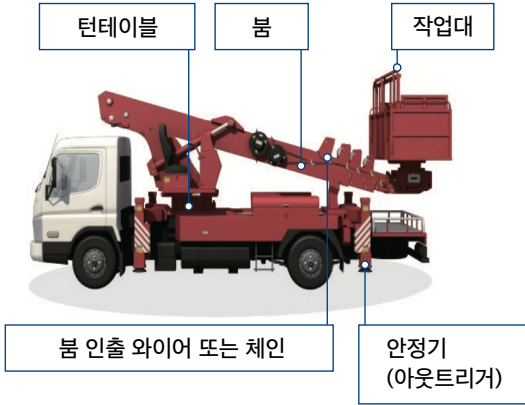 턴테이블
붐
작업대
붐 인출 와이어 또는 체인
안정기
(아웃트리거)